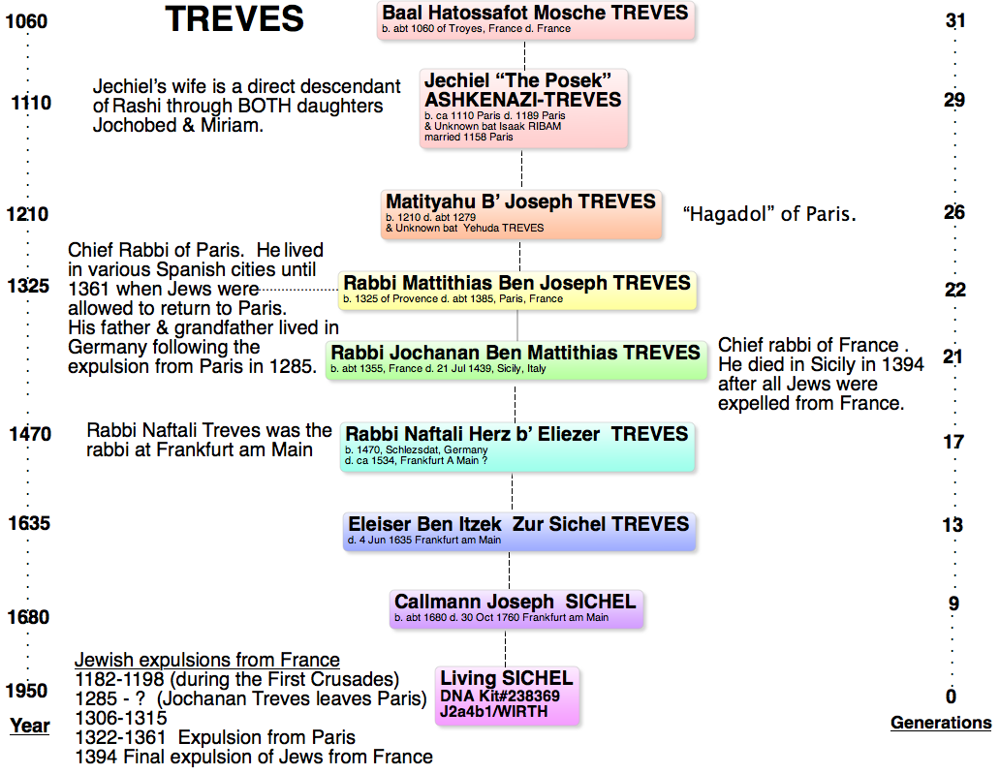 TREVES
1060
Baal Hatossafot Mosche TREVES
b. abt 1060 of Troyes, France d. France
31
Jechiel's wife is a direct descendant
of Rashi through BOTH daughters
Jochobed & Miriam.
1110
Jechiel “The Posek”
ASHKENAZI-TREVES
b. ca 1110 Paris d. 1189 Paris
& Unknown bat Isaak RIBAM
married 1158 Paris
29
1210
Matityahu B’ Joseph TREVES
b. 1210 d. abt 1279
& Unknown bat Yehuda TREVES
“Hagadol” of Paris.
26
Chief Rabbi of Paris. He lived
in various Spanish cities until
1361 when Jews were
allowed to return to Paris.
His father & grandfather lived in
Germany following the
expulsion from Paris in 1285.
1325
Rabbi Mattithias Ben Joseph TREVES
b. 1325 of Provence d. abt 1385, Paris, France
22
Rabbi Jochanan Ben Mattithias TREVES
b. abt 1355, France d. 21 Jul 1439, Sicily, Italy
Chief rabbi of France .
He died in Sicily in 1394
after all Jews were
expelled from France.
21
1470
Rabbi Naftali Treves was the
rabbi at Frankfurt am Main
Rabbi Naftali Herz b’ Eliezer TREVES
b. 1470, Schlezsdat, Germany
d. ca 1534, Frankfurt A Main ?
17
1635
Eleiser Ben Itzek Zur Sichel TREVES
d. 4 Jun 1635 Frankfurt am Main
13
1680
Callmann Joseph SICHEL
b. abt 1680 d. 30 Oct 1760 Frankfurt am Main
9
1950
Year
Jewish expulsions from France
1182-1198 (during the First Crusades)
1285 - ? (Jochanan Treves leaves Paris)
1306-1315
1322-1361 Expulsion from Paris
1394 Final expulsion of Jews from France
Living SICHEL
DNA Kit#238369
J2a4b1/WIRTH
0
Generations